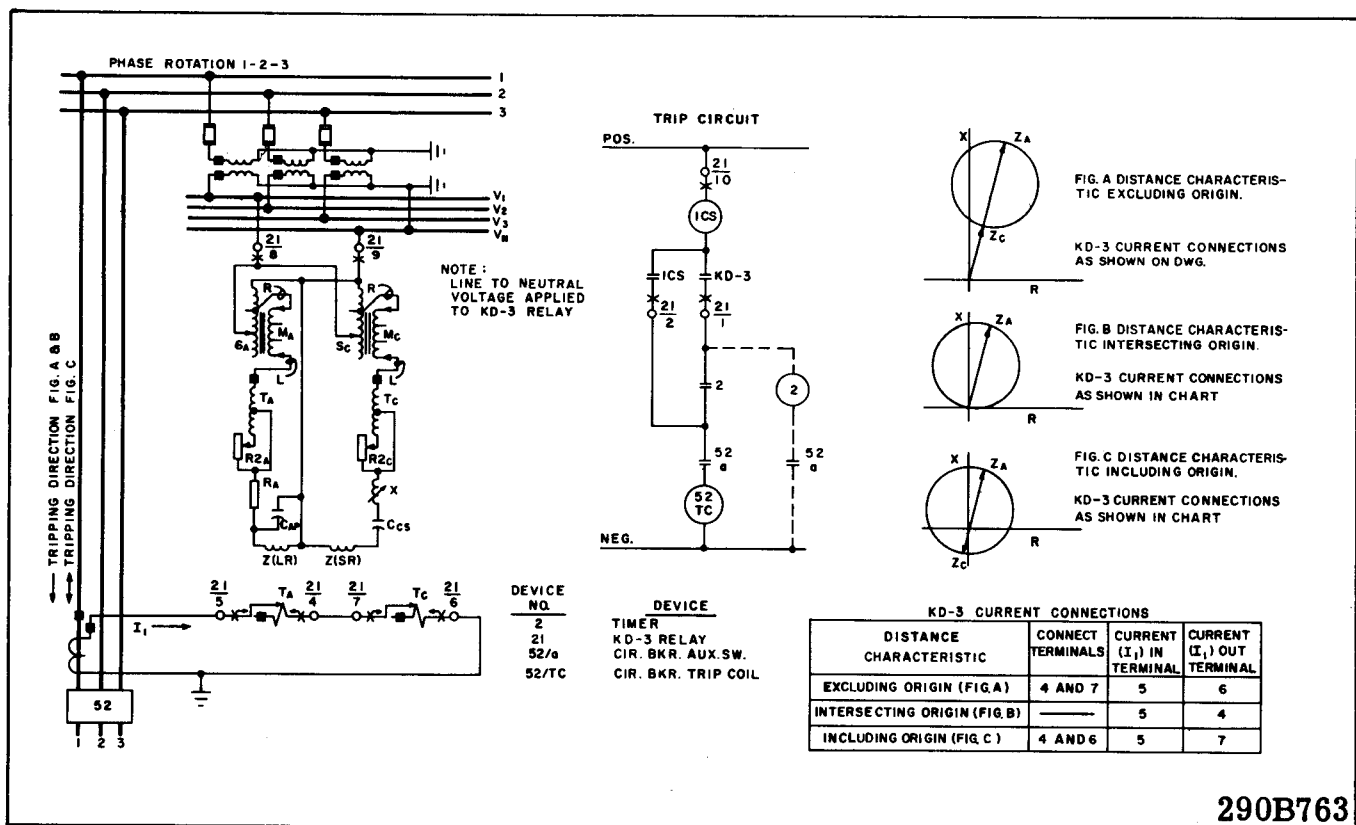 PHASE ROTATION 1-2-3
1
2
3
V1
V2
V3
VN
21
8
21
9
NOTE:
LINE TO NEUTRAL
VOLTAGE APPLIED
TO KD-3 RELAY
R
R
SA
MA
SC
MC
L
L
TA
TC
R2A
R2C
RA
X
CAP
CCS
Z(LR)
Z(SR)
TRIPPING DIRECTION FIG. A & B
TRIPPING DIRECTION FIG. C
I1
21
5
TA
21
4
21
7
TC
21
6
52
1 2 3
TRIP CIRCUIT
POS.
21
10
ICS
ICS
KD-3
21
2
21
1
2
2
52
a
52
a
52
TC
NEG.
DEVICE NO. DEVICE
2 TIMER
21 KD-3 RELAY
52/a CIR. BKR. AUX. SW.
52/TC CIR. BKR. TRIP COIL
X
ZA
ZC
R
FIG. A DISTANCE CHARACTERIS-
TIC EXCLUDING ORIGIN.
KD-3 CURRENT CONNECTIONS
AS SHOWN ON DWG.
X
ZA
R
FIG. B DISTANCE CHARACTERIS-
TIC INTERSECTING ORIGIN.
KD-3 CURRENT CONNECTIONS
AS SHOWN IN CHART
X
ZA
R
ZC
FIG. C DISTANCE CHARACTERIS-
TIC INCLUDING ORIGIN.
KD-3 CURRENT CONNECTIONS
AS SHOWN IN CHART
KD-3 CURRENT CONNECTIONS
DISTANCE CHARACTERISTIC CONNECT TERMINALS CURRENT (I1) IN TERMINAL CURRENT (I1) OUT TERMINAL
EXCLUDING ORIGIN (FIG. A) 4 AND 7 5 6
INTERSECTING ORIGIN (FIG. B) —— 5 4
INCLUDING ORIGIN (FIG. C) 4 AND 6 5 7
290B763